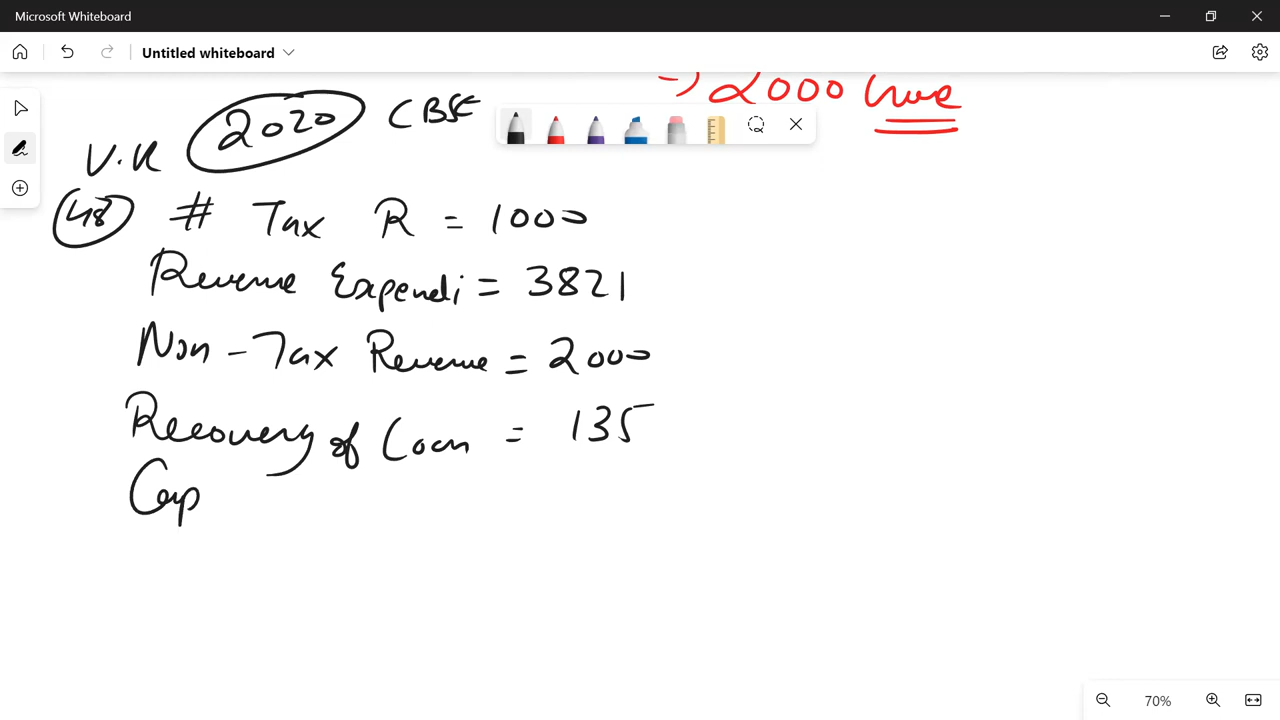 Microsoft Whiteboard
Untitled whiteboard
2000
2020 CBSE
V.K
48 # Tax R = 1000
Revenue Expendi = 3821
Non-Tax Revenue = 2000
Recovery of Loan = 135
Cap
70%